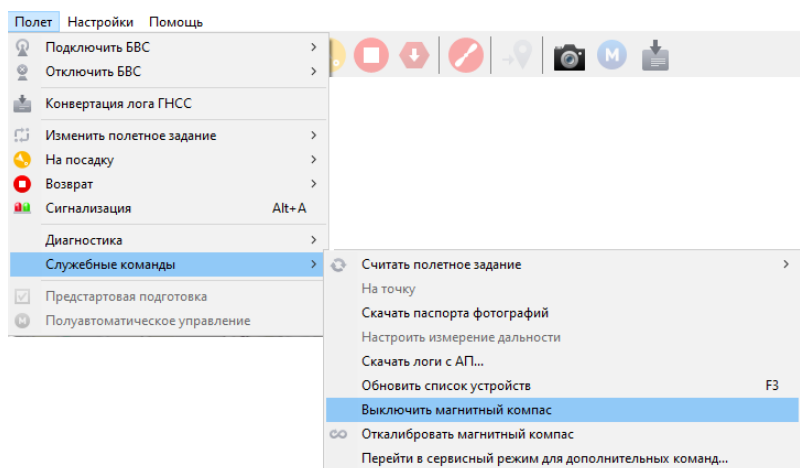 Полет Настройки Помощь
Подключить БВС
Отключить БВС
Конвертация лога ГНСС
Изменить полетное задание
На посадку
Возврат
Сигнализация Alt+A
Диагностика
Служебные команды
Предстартовая подготовка
Полуавтоматическое управление
Считать полетное задание
На точку
Скачать паспорта фотографий
Настроить измерение дальности
Скачать логи с АП...
Обновить список устройств F3
Выключить магнитный компас
Откалибровать магнитный компас
Перейти в сервисный режим для дополнительных команд...